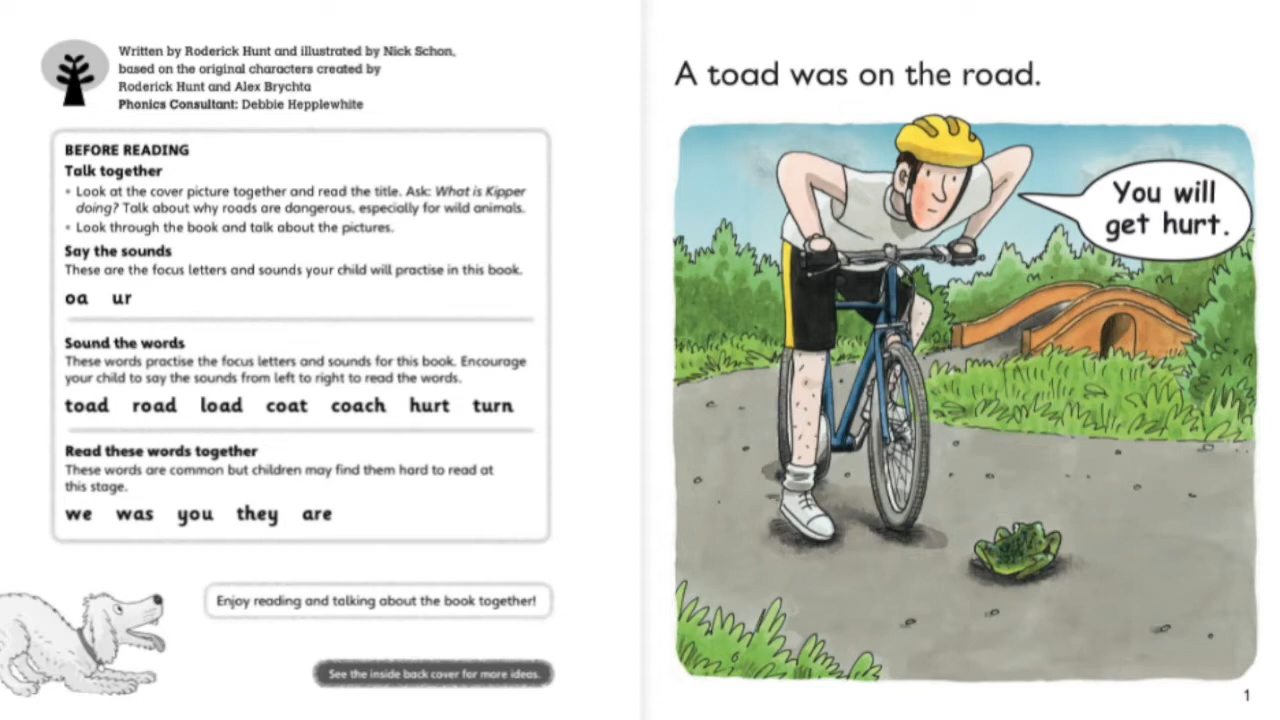 Written by Roderick Hunt and illustrated by Nick Schon,
based on the original characters created by
Roderick Hunt and Alex Brychta
Phonics Consultant: Debbie Hepplewhite
BEFORE READING
Talk together
• Look at the cover picture together and read the title. Ask: What is Kipper
doing? Talk about why roads are dangerous, especially for wild animals.
• Look through the book and talk about the pictures.
Say the sounds
These are the focus letters and sounds your child will practise in this book.
oa ur
Sound the words
These words practise the focus letters and sounds for this book. Encourage
your child to say the sounds from left to right to read the words.
toad road load coat coach hurt turn
Read these words together
These words are common but children may find them hard to read at
this stage.
we was you they are
Enjoy reading and talking about the book together!
See the inside back cover for more ideas.
A toad was on the road.
You will
get hurt.
1